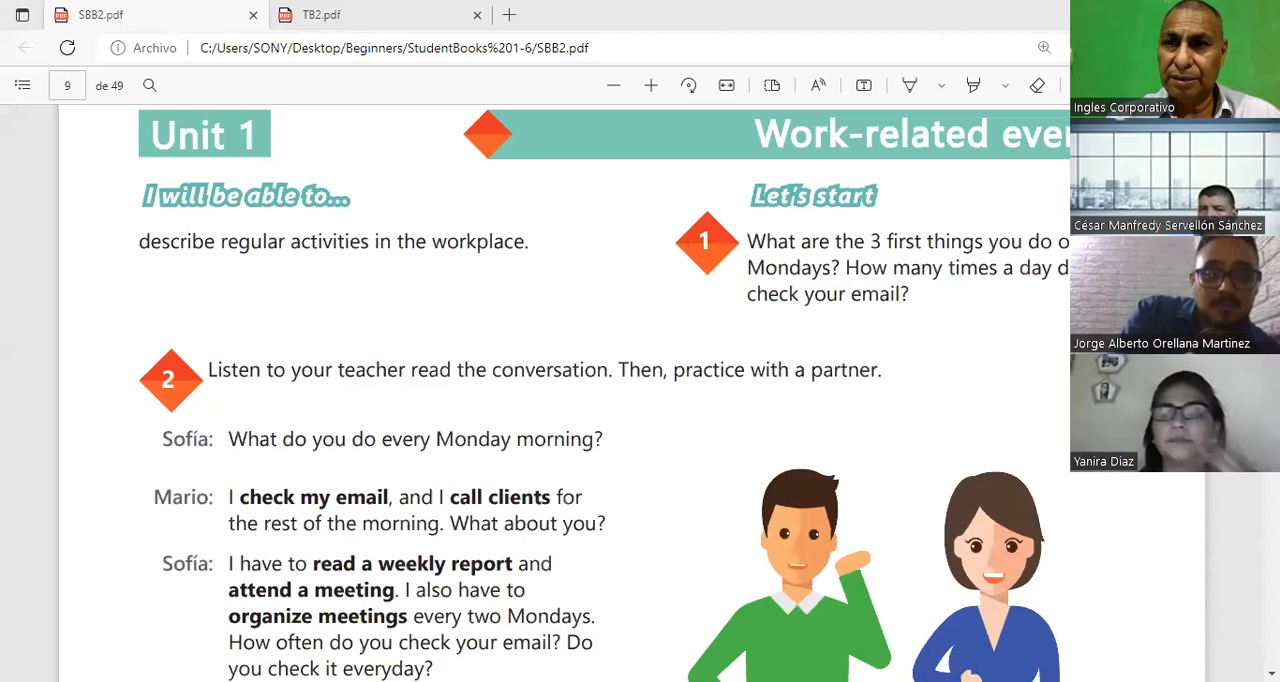 SBB2.pdf
TB2.pdf
Archivo
C:/Users/SONY/Desktop/Beginners/StudentBooks%201-6/SBB2.pdf
9
de 49
Unit 1
Work-related
I will be able to...
Let's start
describe regular activities in the workplace.
1
What are the 3 first things you do
Mondays? How many times a day
check your email?
2
Listen to your teacher read the conversation. Then, practice with a partner.
Sofía: What do you do every Monday morning?
Mario: I check my email, and I call clients for
the rest of the morning. What about you?
Sofía: I have to read a weekly report and
attend a meeting. I also have to
organize meetings every two Mondays.
How often do you check your email? Do
you check it everyday?
Ingles Corporativo
César Manfredy Servellón Sánchez
Jorge Alberto Orellana Martinez
Yanira Diaz